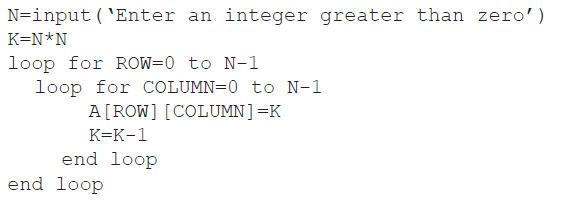 N=input(‘Enter an integer greater than zero’)
K=N*N
loop for ROW=0 to N-1
loop for COLUMN=0 to N-1
A[ROW][COLUMN]=K
K=K-1
end loop
end loop